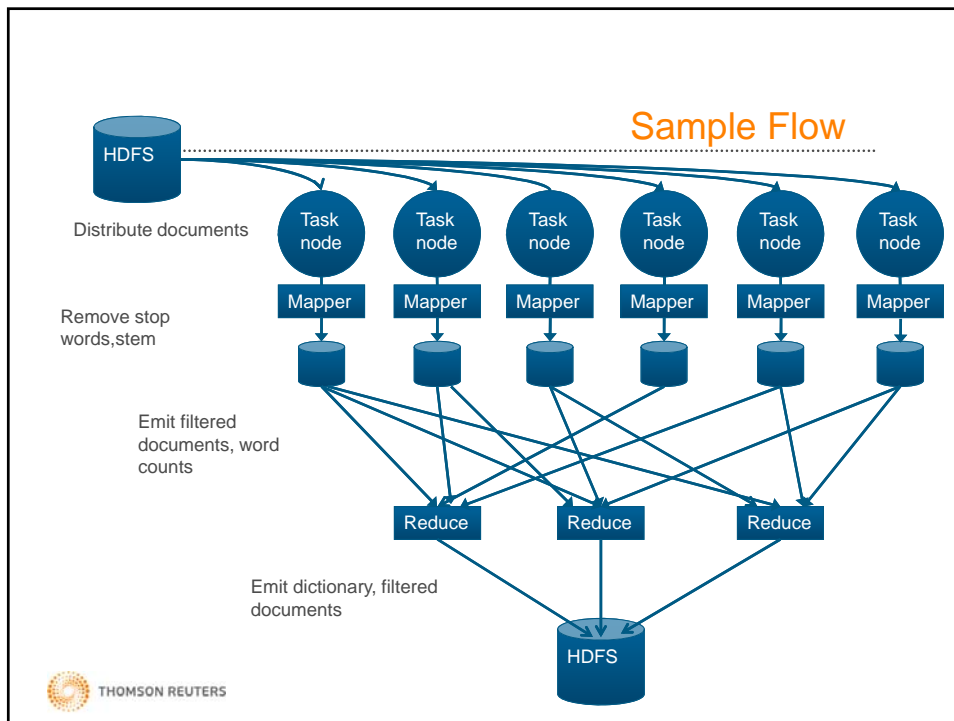 Sample Flow
HDFS
Distribute documents
Task
node
Task
node
Task
node
Task
node
Task
node
Task
node
Mapper
Mapper
Mapper
Mapper
Mapper
Mapper
Remove stop
words,stem
Emit filtered
documents, word
counts
Reduce
Reduce
Reduce
Emit dictionary, filtered
documents
HDFS
THOMSON REUTERS